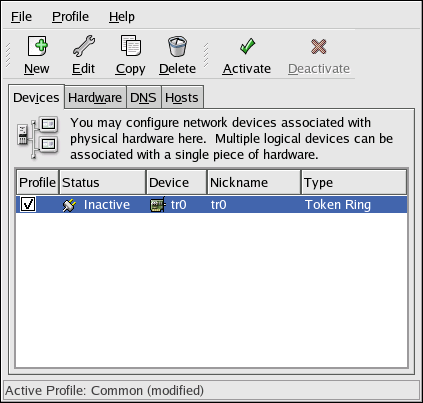 File Profile Help
New Edit Copy Delete Activate Deactivate
Devices Hardware DNS Hosts
You may configure network devices associated with
physical hardware here. Multiple logical devices can be
associated with a single piece of hardware.
Profile Status Device Nickname Type
Inactive tr0 tr0 Token Ring
Active Profile: Common (modified)